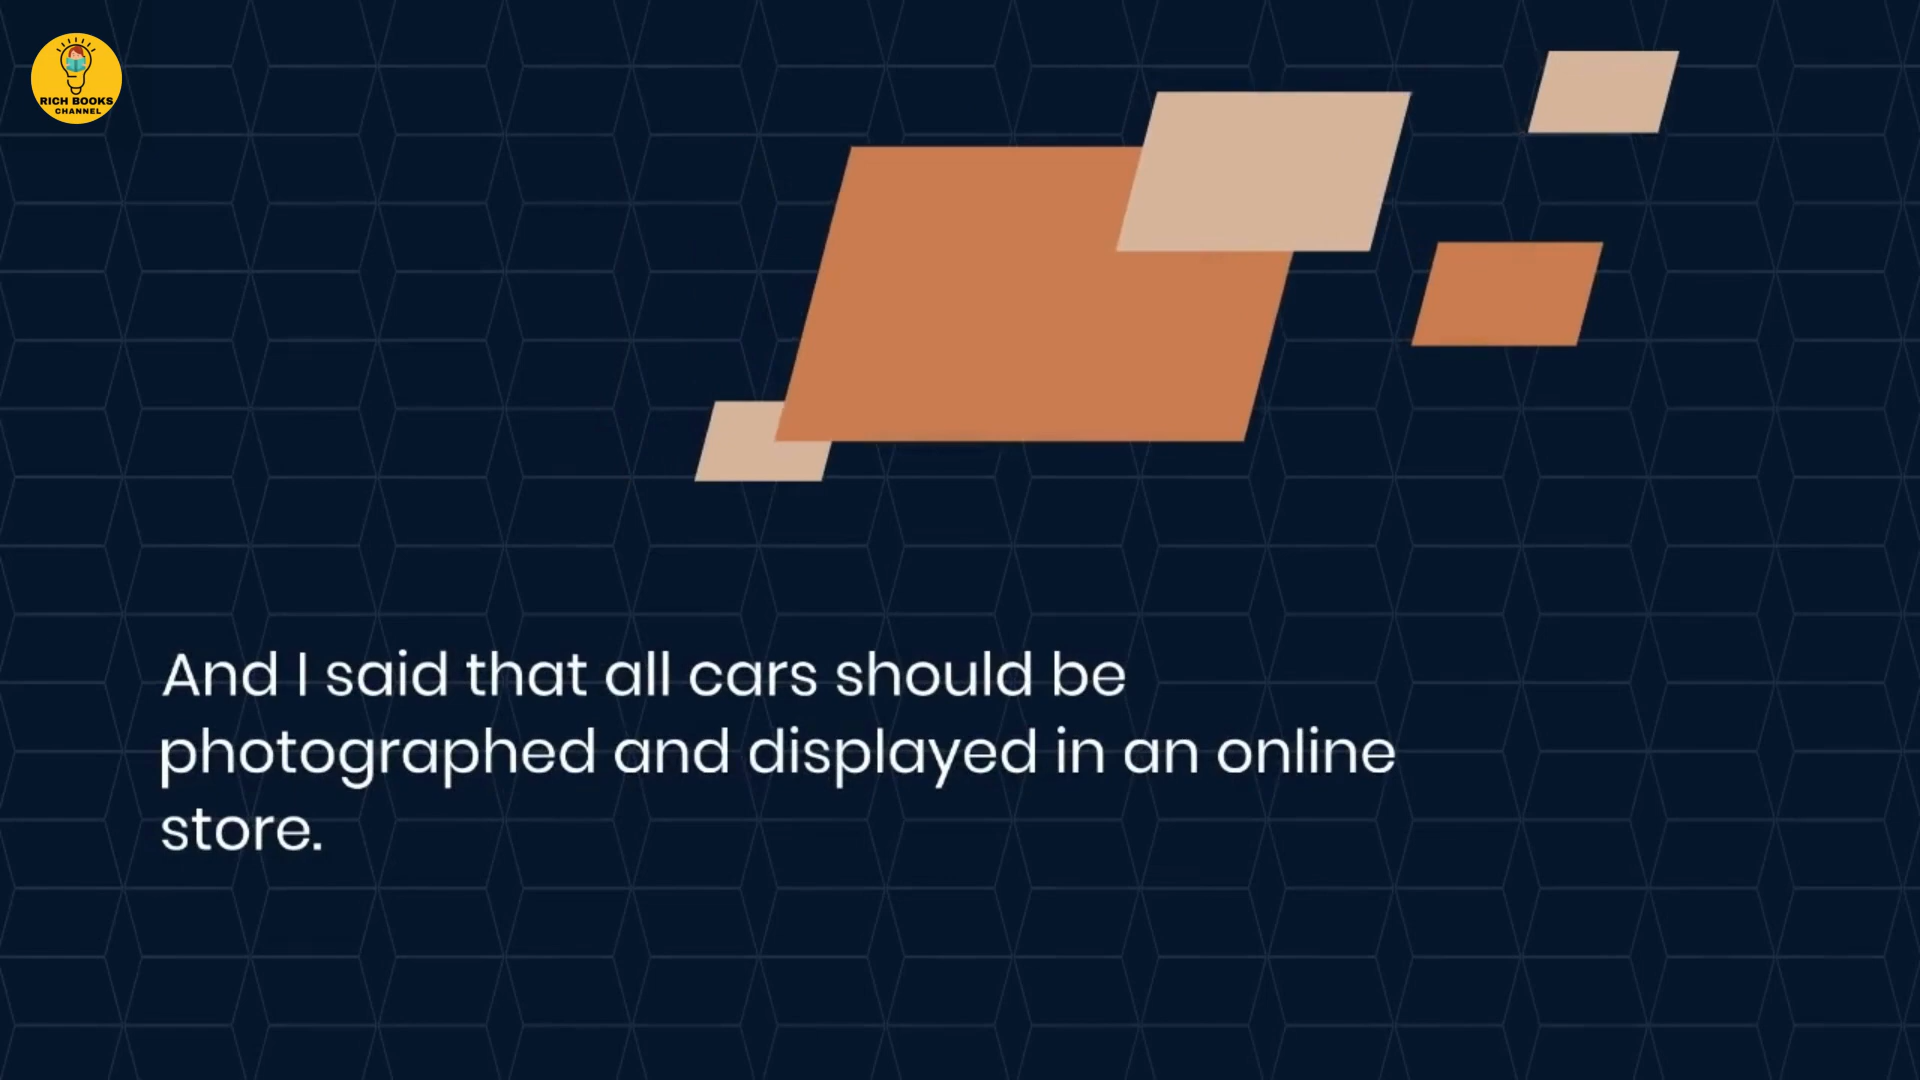 RICH BOOKS
CHANNEL
And I said that all cars should be
photographed and displayed in an online
store.